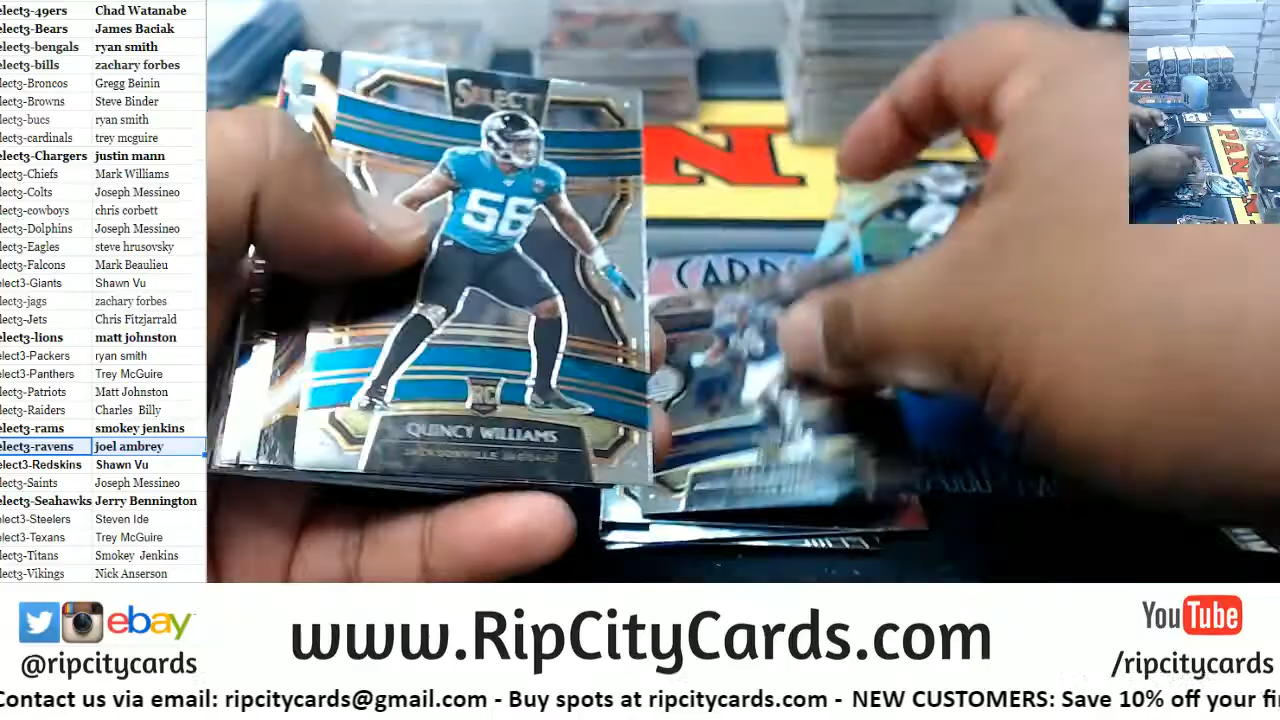 elect3-49ers Chad Watanabe
elect3-Bears James Baciak
elect3-bengals ryan smith
elect3-bills zachary forbes
elect3-Broncos Gregg Beinin
elect3-Browns Steve Binder
elect3-bucs ryan smith
elect3-cardinals trey mcguire
elect3-Chargers justin mann
elect3-Chiefs Mark Williams
elect3-Colts Joseph Messineo
elect3-cowboys chris corbett
elect3-Dolphins Joseph Messineo
elect3-Eagles steve hrusovsky
elect3-Falcons Mark Beaulieu
elect3-Giants Shawn Vu
elect3-jags zachary forbes
elect3-Jets Chris Fitzjarrald
elect3-lions matt johnston
elect3-Packers ryan smith
elect3-Panthers Trey McGuire
elect3-Patriots Matt Johnston
elect3-Raiders Charles Billy
elect3-rams smokey jenkins
elect3-ravens joel ambrey
elect3-Redskins Shawn Vu
elect3-Saints Joseph Messineo
elect3-Seahawks Jerry Bennington
elect3-Steelers Steven Ide
elect3-Texans Trey McGuire
lect3-Titans Smokey Jenkins
lect3-Vikings Nick Anserson
SELECT
56
RC
QUINCY WILLIAMS
CARDS
PANINI
ebay
@ripcitycards
www.RipCityCards.com
YouTube
/ripcitycards
Contact us via email: ripcitycards@gmail.com - Buy spots at ripcitycards.com - NEW CUSTOMERS: Save 10% off your fi